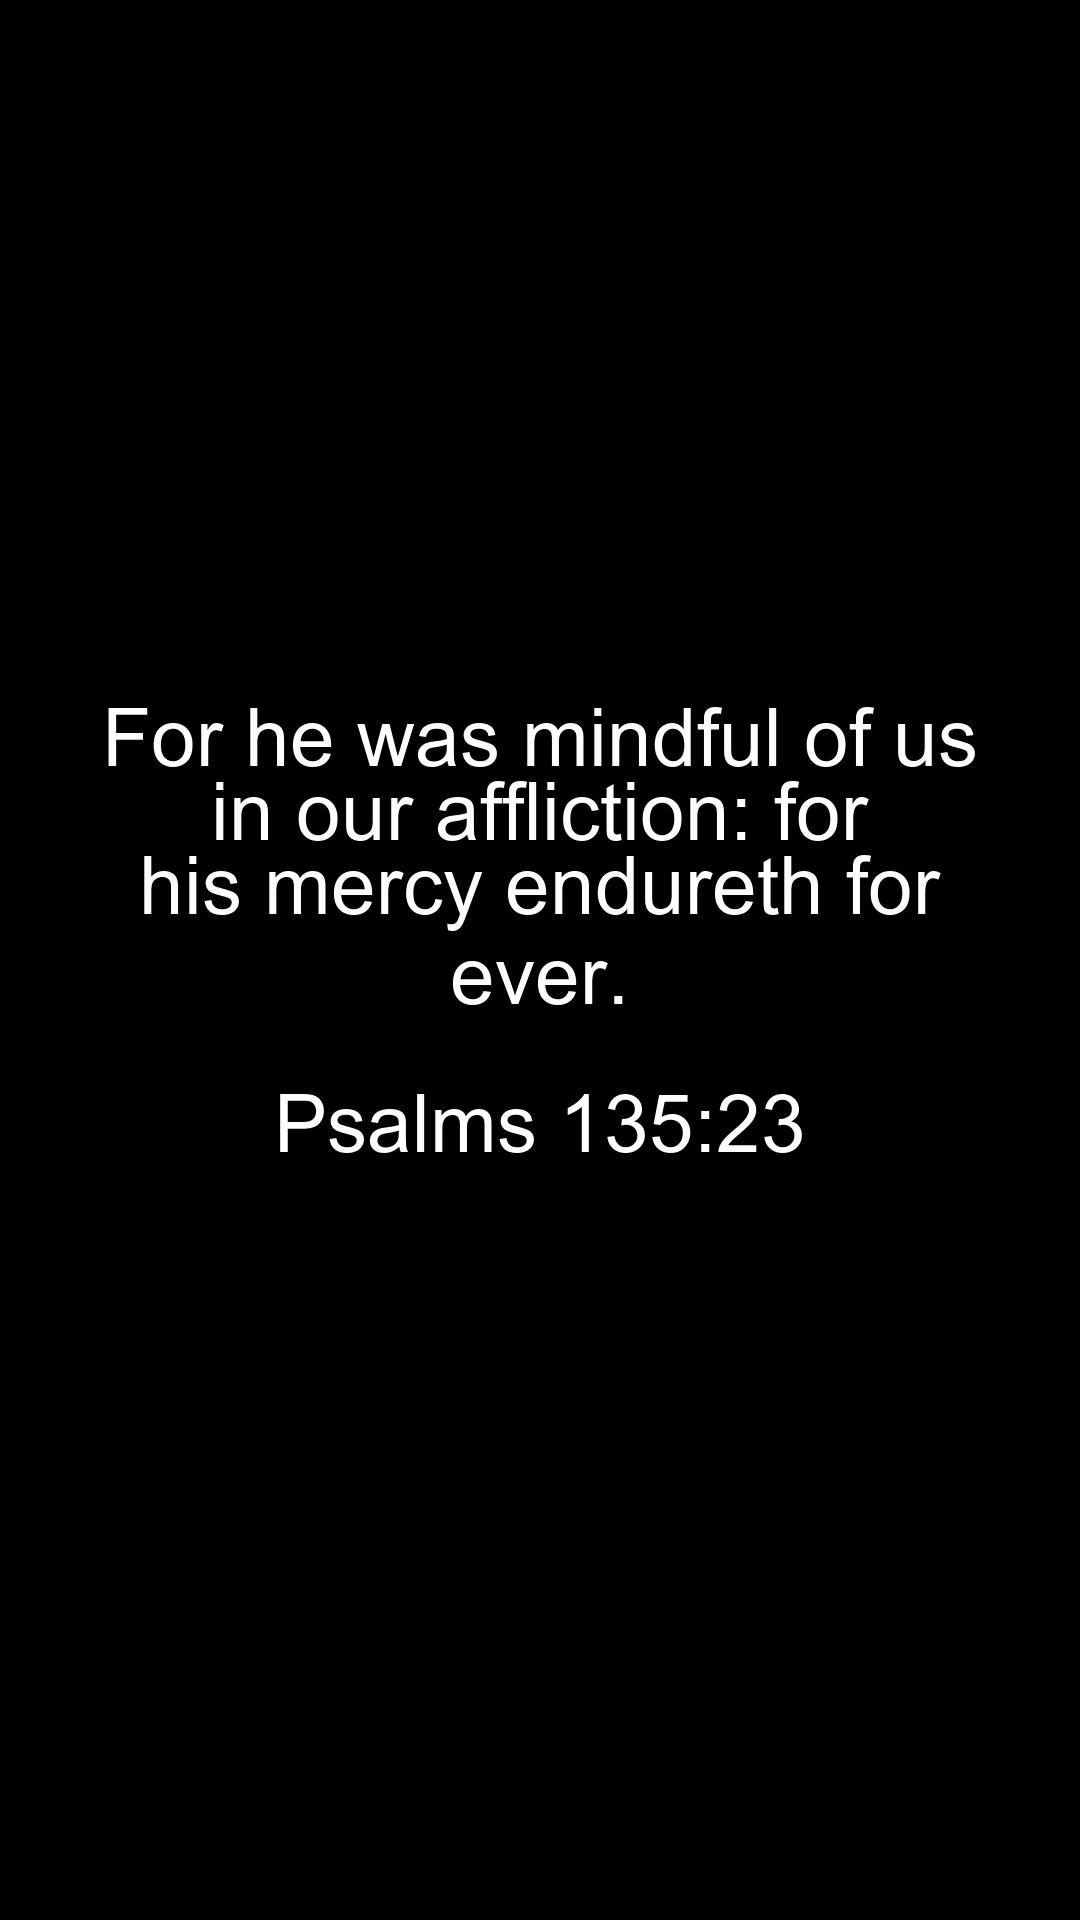 For he was mindful of us
in our affliction: for
his mercy endureth for
ever.
Psalms 135:23